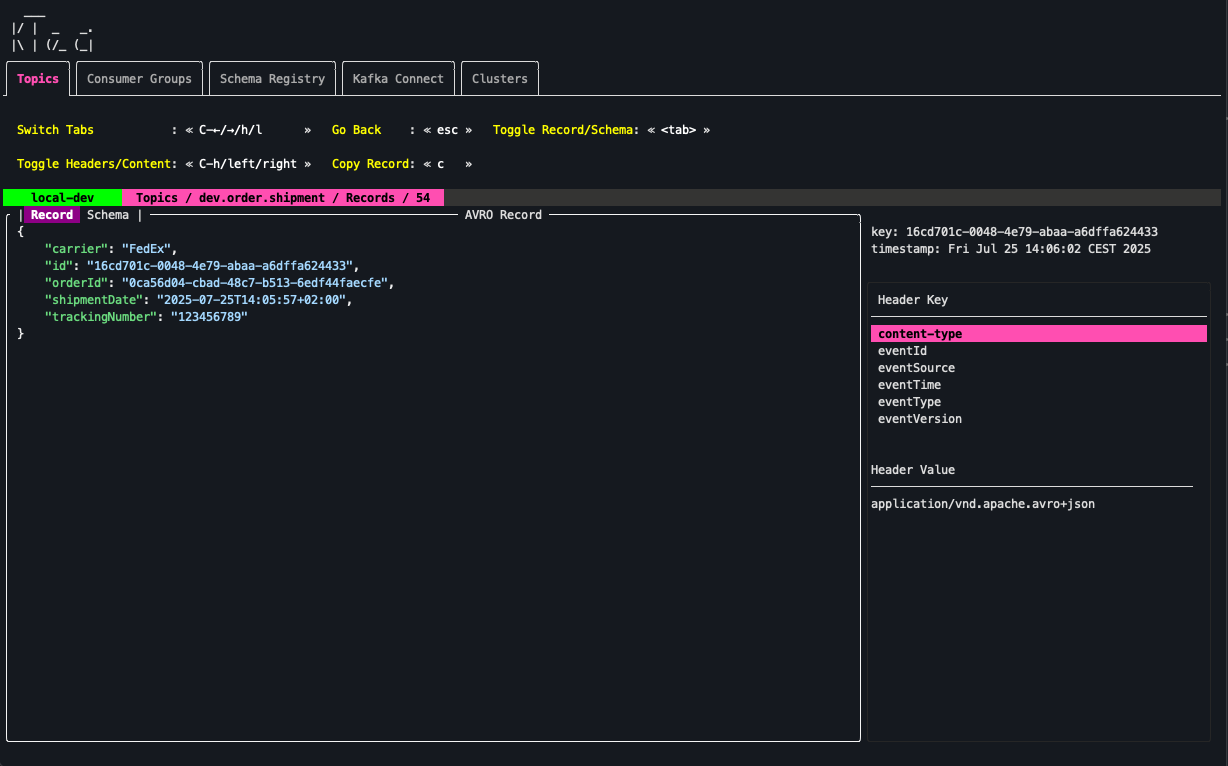 ___
|/ |  _   _.
|\ | (/_ (_|
Topics Consumer Groups Schema Registry Kafka Connect Clusters
Switch Tabs : « C-←/→/h/l » Go Back : « esc » Toggle Record/Schema: « <tab> »
Toggle Headers/Content: « C-h/left/right » Copy Record: « c »
local-dev Topics / dev.order.shipment / Records / 54
| Record Schema | AVRO Record
{
    "carrier": "FedEx",
    "id": "16cd701c-0048-4e79-abaa-a6dffa624433",
    "orderId": "0ca56d04-cbad-48c7-b513-6edf44faecfe",
    "shipmentDate": "2025-07-25T14:05:57+02:00",
    "trackingNumber": "123456789"
}
key: 16cd701c-0048-4e79-abaa-a6dffa624433
timestamp: Fri Jul 25 14:06:02 CEST 2025
Header Key
content-type
eventId
eventSource
eventTime
eventType
eventVersion
Header Value
application/vnd.apache.avro+json